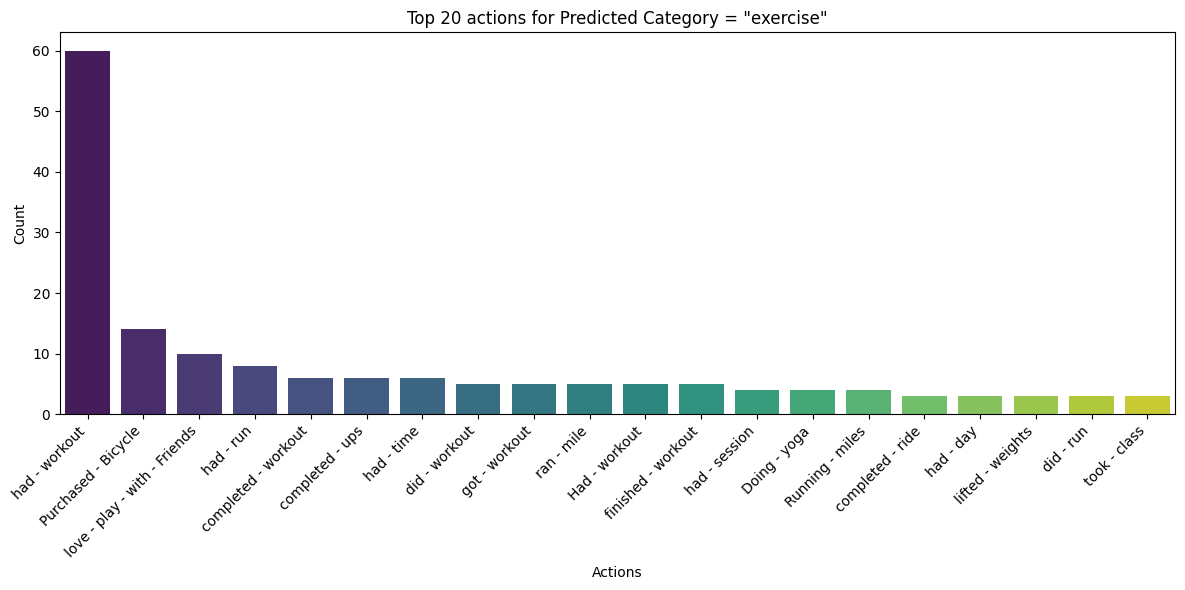 Top 20 actions for Predicted Category = "exercise"
Count
60
50
40
30
20
10
0
had - workout
Purchased - Bicycle
love - play - with - Friends
had - run
completed - workout
completed - ups
had - time
did - workout
got - workout
ran - mile
Had - workout
finished - workout
had - session
Doing - yoga
Running - miles
completed - ride
had - day
lifted - weights
did - run
took - class
Actions